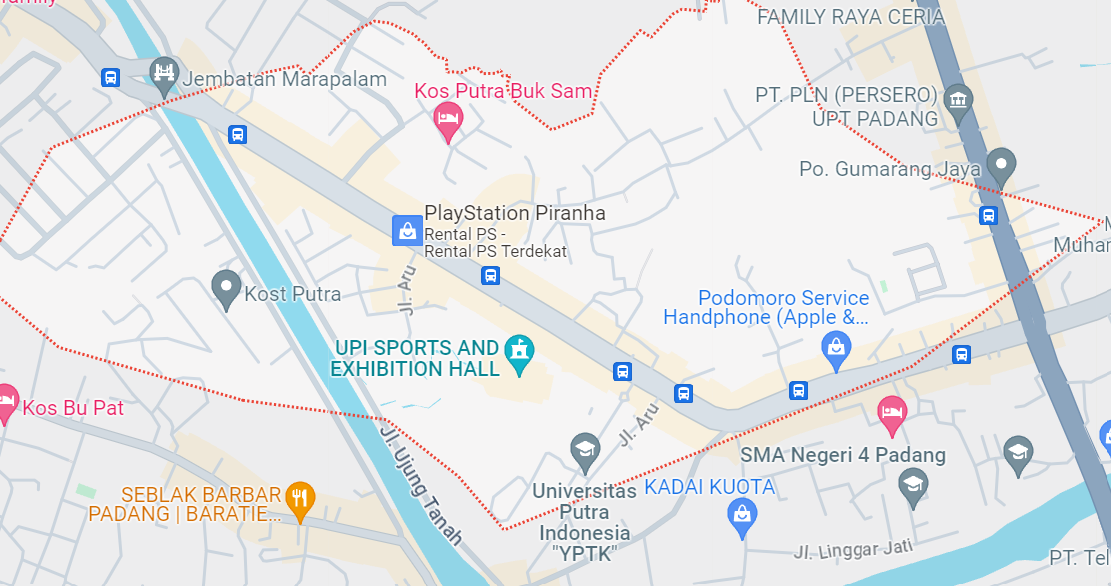 family
FAMILY RAYA CERIA
Jembatan Marapalam
Kos Putra Buk Sam
PT. PLN (PERSERO)
UPT PADANG
Po. Gumarang Jaya
PlayStation Piranha
Rental PS -
Rental PS Terdekat
Muhar
Jl. Aru
Kost Putra
Podomoro Service
Handphone (Apple &...
UPI SPORTS AND
EXHIBITION HALL
Kos Bu Pat
Jl. Aru
Jl. Ujung Tanah
SMA Negeri 4 Padang
SEBLAK BARBAR
PADANG | BARATIE...
Universitas
Putra
Indonesia
"YPTK"
KADAI KUOTA
Jl. Linggar Jati
PT. Tel